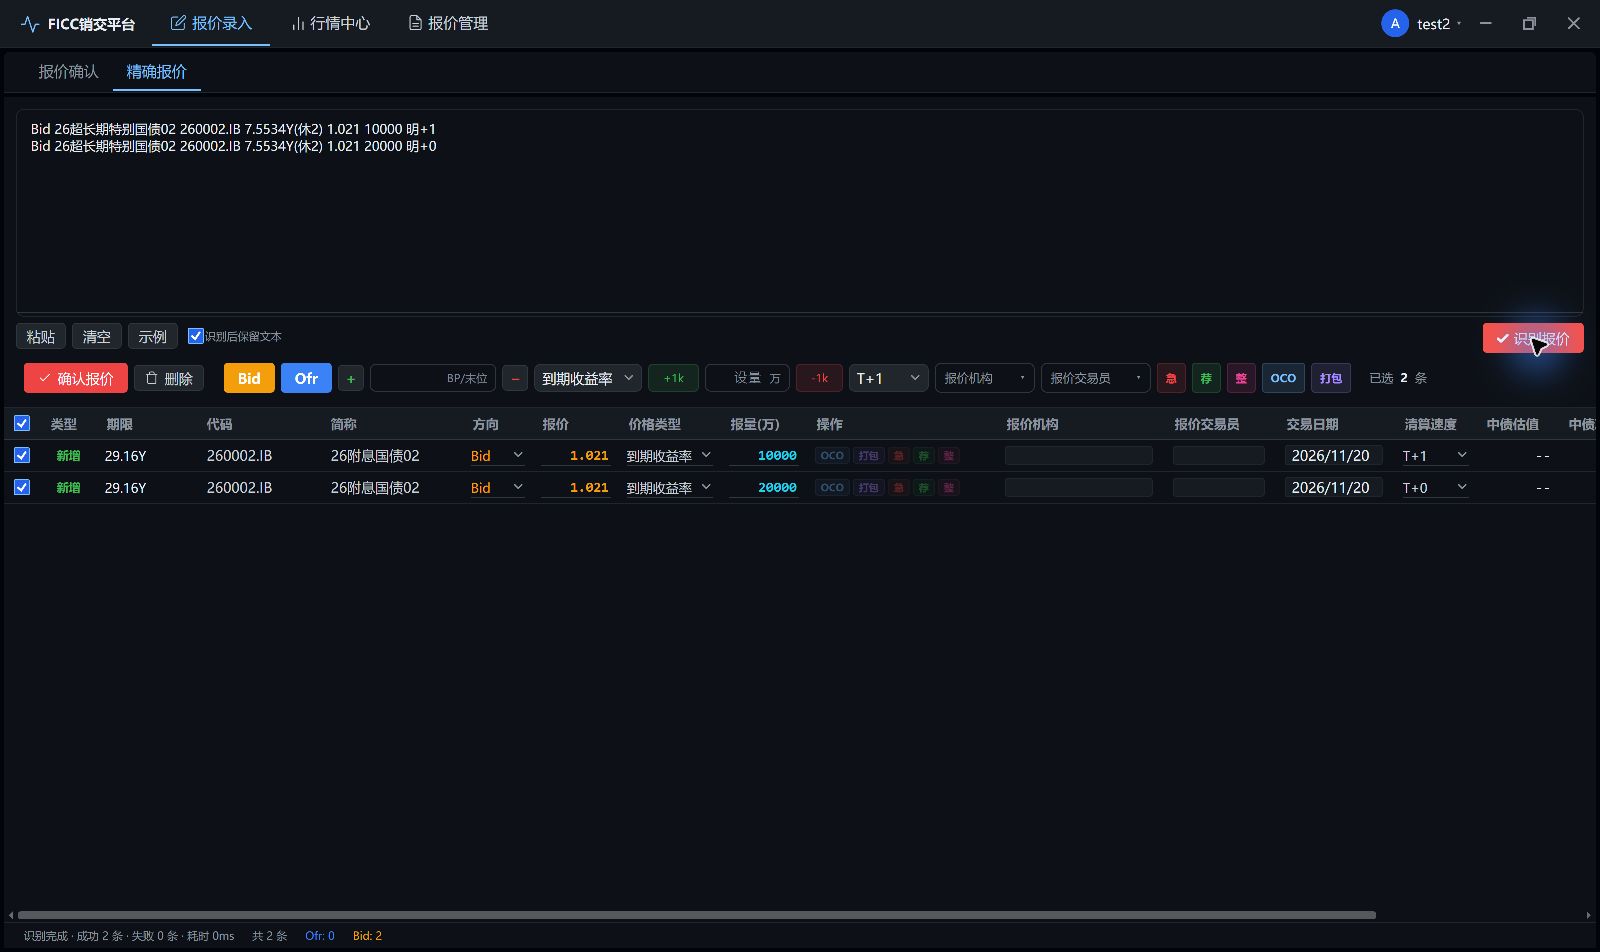 FICC销交平台 报价录入 行情中心 报价管理 A test2
报价确认 精确报价
Bid 26超长期特别国债02 260002.IB 7.5534Y(休2) 1.021 10000 明+1
Bid 26超长期特别国债02 260002.IB 7.5534Y(休2) 1.021 20000 明+0
粘贴 清空 示例 识别后保留文本 识别报价
确认报价 删除 Bid Ofr + BP/末位 − 到期收益率 +1k 设量 万 -1k T+1 报价机构 报价交易员 急 荐 整 OCO 打包 已选 2 条
类型 期限 代码 简称 方向 报价 价格类型 报量(万) 操作 报价机构 报价交易员 交易日期 清算速度 中债估值 中债
新增 29.16Y 260002.IB 26附息国债02 Bid 1.021 到期收益率 10000 OCO 打包 急 荐 整 2026/11/20 T+1 --
新增 29.16Y 260002.IB 26附息国债02 Bid 1.021 到期收益率 20000 OCO 打包 急 荐 整 2026/11/20 T+0 --
识别完成 · 成功 2 条 · 失败 0 条 · 耗时 0ms 共 2 条 Ofr: 0 Bid: 2